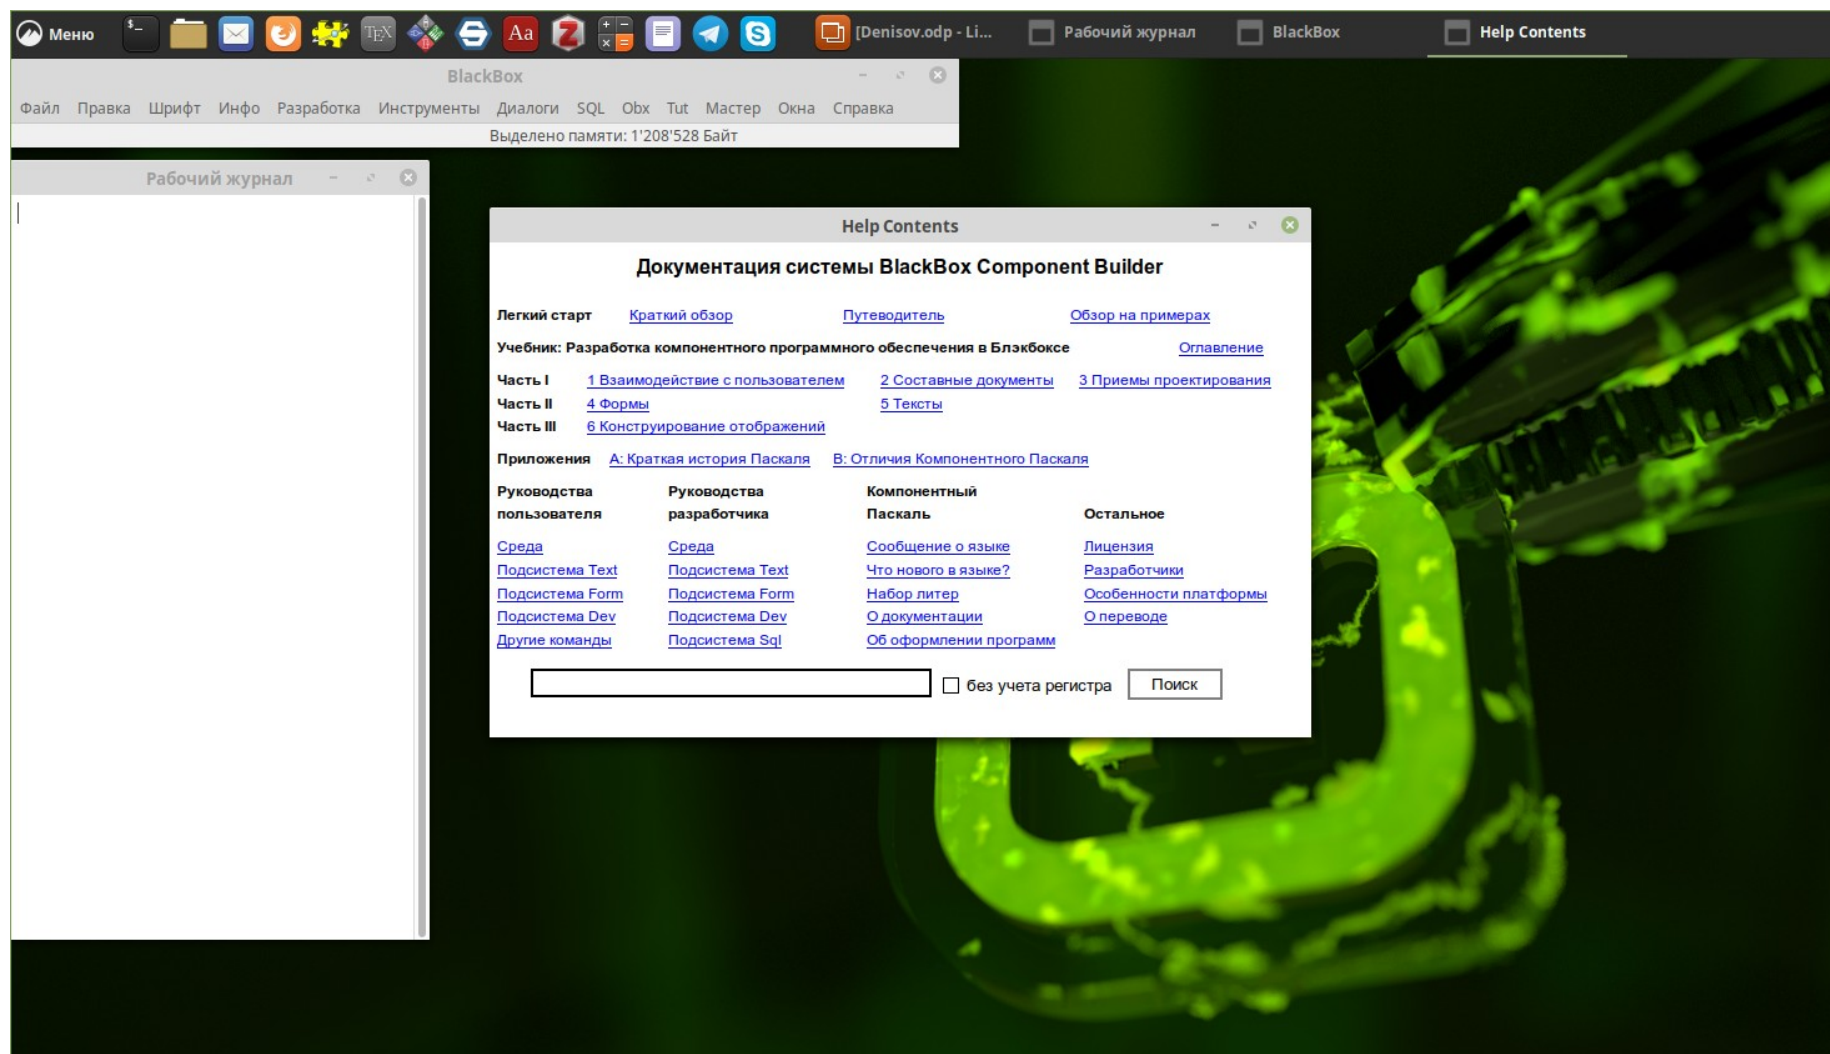 Меню
$_
TEX
Aa
Z
S
[Denisov.odp - Li...
Рабочий журнал
BlackBox
Help Contents
BlackBox
Файл Правка Шрифт Инфо Разработка Инструменты Диалоги SQL Obx Tut Мастер Окна Справка
Выделено памяти: 1'208'528 Байт
Рабочий журнал
Help Contents
Документация системы BlackBox Component Builder
Легкий старт Краткий обзор Путеводитель Обзор на примерах
Учебник: Разработка компонентного программного обеспечения в Блэкбоксе Оглавление
Часть I 1 Взаимодействие с пользователем 2 Составные документы 3 Приемы проектирования
Часть II 4 Формы 5 Тексты
Часть III 6 Конструирование отображений
Приложения A: Краткая история Паскаля B: Отличия Компонентного Паскаля
Руководства Руководства Компонентный
пользователя разработчика Паскаль Остальное
Среда Среда Сообщение о языке Лицензия
Подсистема Text Подсистема Text Что нового в языке? Разработчики
Подсистема Form Подсистема Form Набор литер Особенности платформы
Подсистема Dev Подсистема Dev О документации О переводе
Другие команды Подсистема Sql Об оформлении программ
без учета регистра Поиск